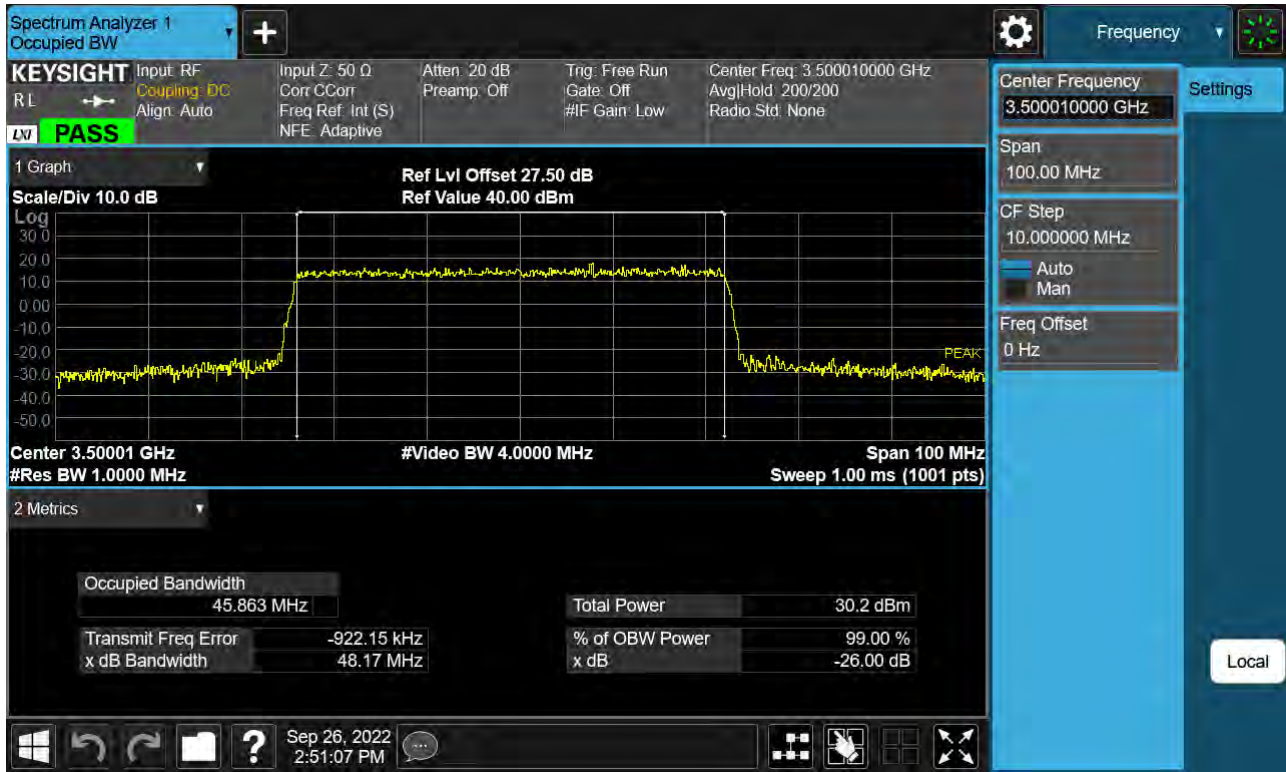 Spectrum Analyzer 1
Occupied BW
+
Frequency
KEYSIGHT
RL
LXI
PASS
Input: RF
Coupling: DC
Align: Auto
Input Z: 50 Ω
Corr CCorr
Freq Ref: Int (S)
NFE: Adaptive
Atten: 20 dB
Preamp: Off
Trig: Free Run
Gate: Off
#IF Gain: Low
Center Freq: 3.500010000 GHz
Avg|Hold: 200/200
Radio Std: None
Center Frequency
3.500010000 GHz
Settings
Span
100.00 MHz
CF Step
10.000000 MHz
Auto
Man
Freq Offset
0 Hz
Local
1 Graph
Scale/Div 10.0 dB
Ref Lvl Offset 27.50 dB
Ref Value 40.00 dBm
Log
30.0
20.0
10.0
0.00
-10.0
-20.0
-30.0
-40.0
-50.0
PEAK
Center 3.50001 GHz
#Video BW 4.0000 MHz
Span 100 MHz
#Res BW 1.0000 MHz
Sweep 1.00 ms (1001 pts)
2 Metrics
Occupied Bandwidth
45.863 MHz
Total Power 30.2 dBm
Transmit Freq Error -922.15 kHz
% of OBW Power 99.00 %
x dB Bandwidth 48.17 MHz
x dB -26.00 dB
?
Sep 26, 2022
2:51:07 PM